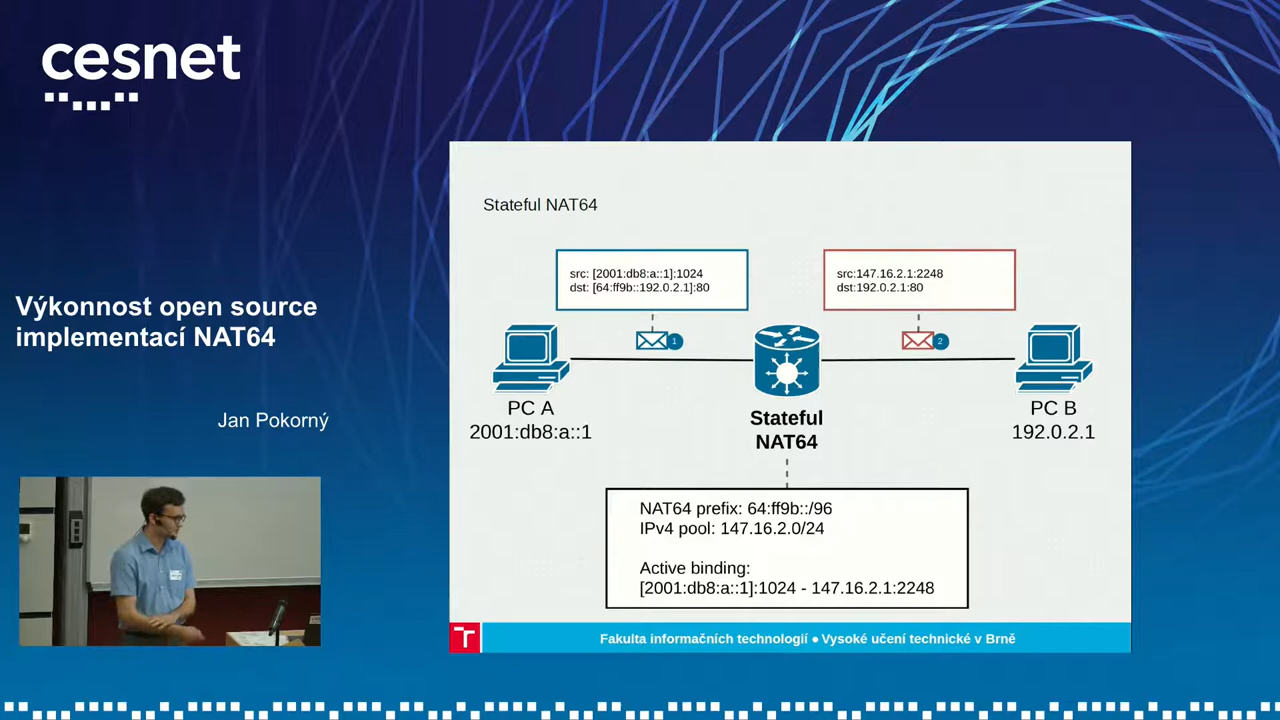 cesnet
Výkonnost open source
implementací NAT64
Jan Pokorný
Stateful NAT64
src: [2001:db8:a::1]:1024
dst: [64:ff9b::192.0.2.1]:80
src:147.16.2.1:2248
dst:192.0.2.1:80
1
2
PC A
2001:db8:a::1
Stateful
NAT64
PC B
192.0.2.1
NAT64 prefix: 64:ff9b::/96
IPv4 pool: 147.16.2.0/24
Active binding:
[2001:db8:a::1]:1024 - 147.16.2.1:2248
Fakulta informačních technologií ● Vysoké učení technické v Brně